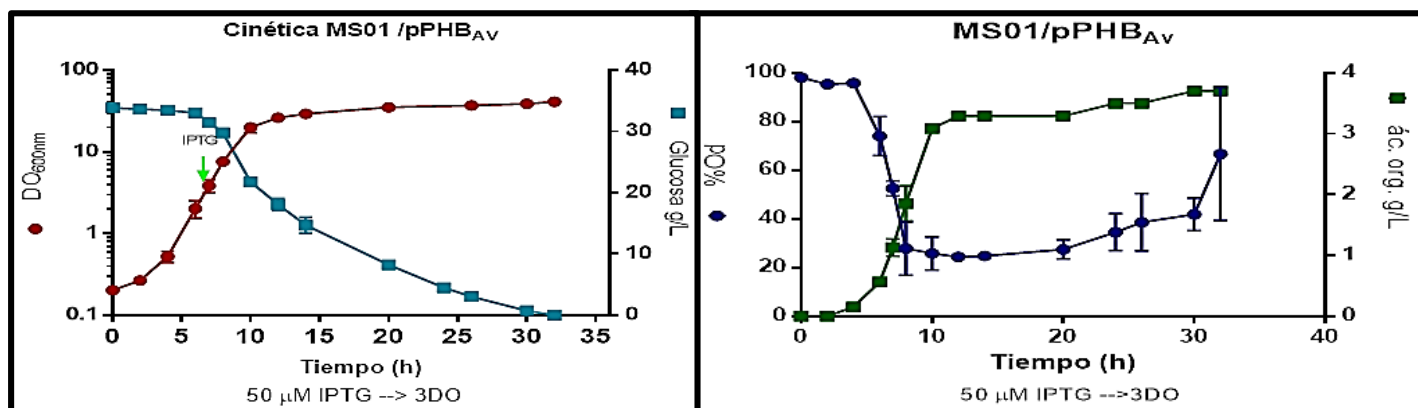 Cinética MS01 /pPHBAV
100
10
1
0.1
DO600nm
IPTG
40
30
20
10
0
Glucosa g/L
0 5 10 15 20 25 30 35
Tiempo (h)
50 µM IPTG --> 3DO
MS01/pPHBAv
100
80
60
40
20
0
pO%
4
3
2
1
0
ác. org. g/L
0 10 20 30 40
Tiempo (h)
50 µM IPTG -->3DO